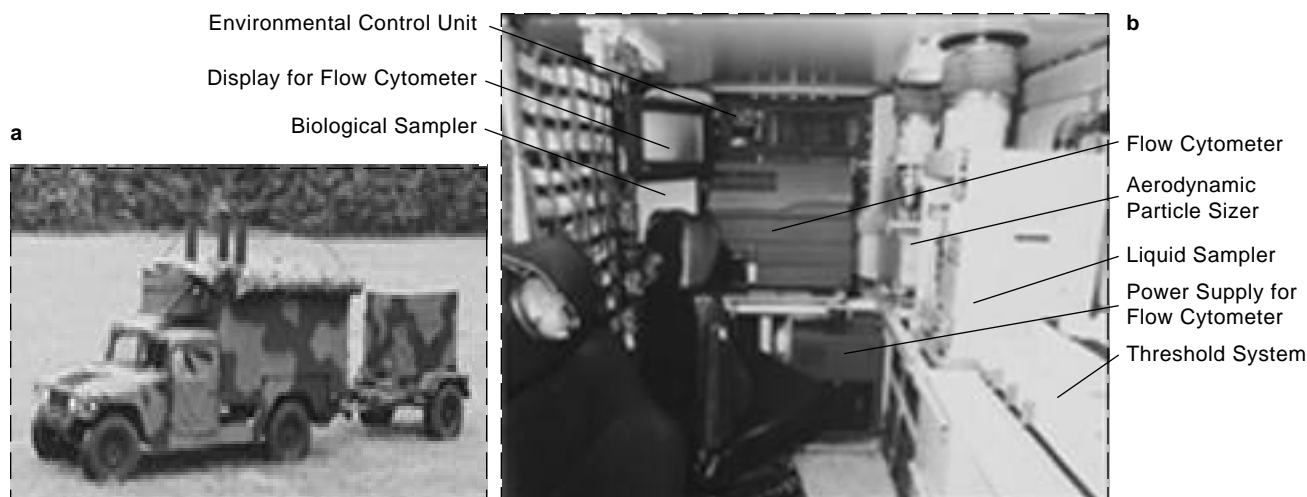 a
Environmental Control Unit
Display for Flow Cytometer
Biological Sampler
b
Flow Cytometer
Aerodynamic
Particle Sizer
Liquid Sampler
Power Supply for
Flow Cytometer
Threshold System